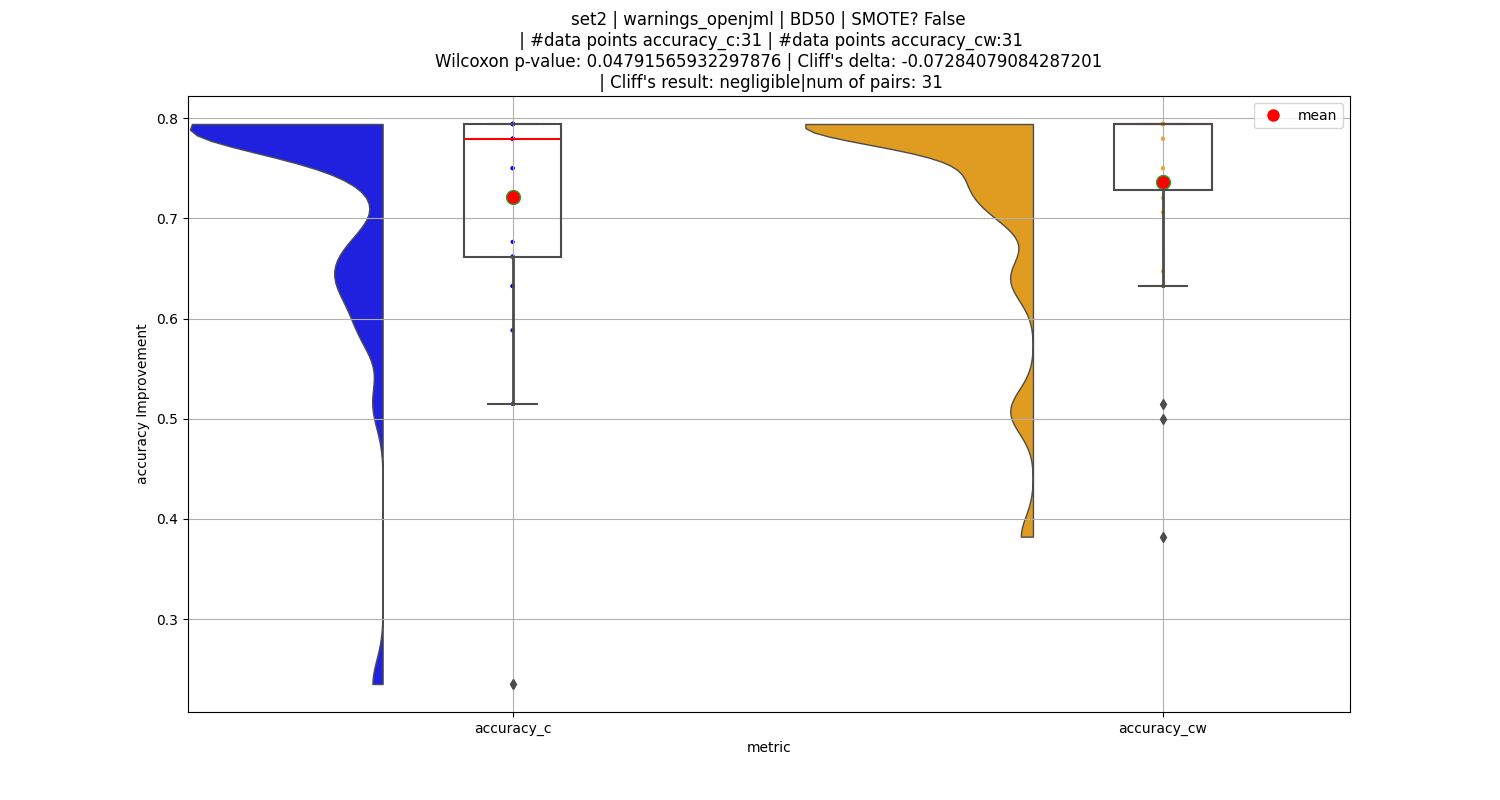 set2 | warnings_openjml | BD50 | SMOTE? False
| #data points accuracy_c:31 | #data points accuracy_cw:31
Wilcoxon p-value: 0.04791565932297876 | Cliff's delta: -0.07284079084287201
| Cliff's result: negligible|num of pairs: 31
mean
0.8
0.7
0.6
0.5
0.4
0.3
accuracy Improvement
accuracy_c
accuracy_cw
metric